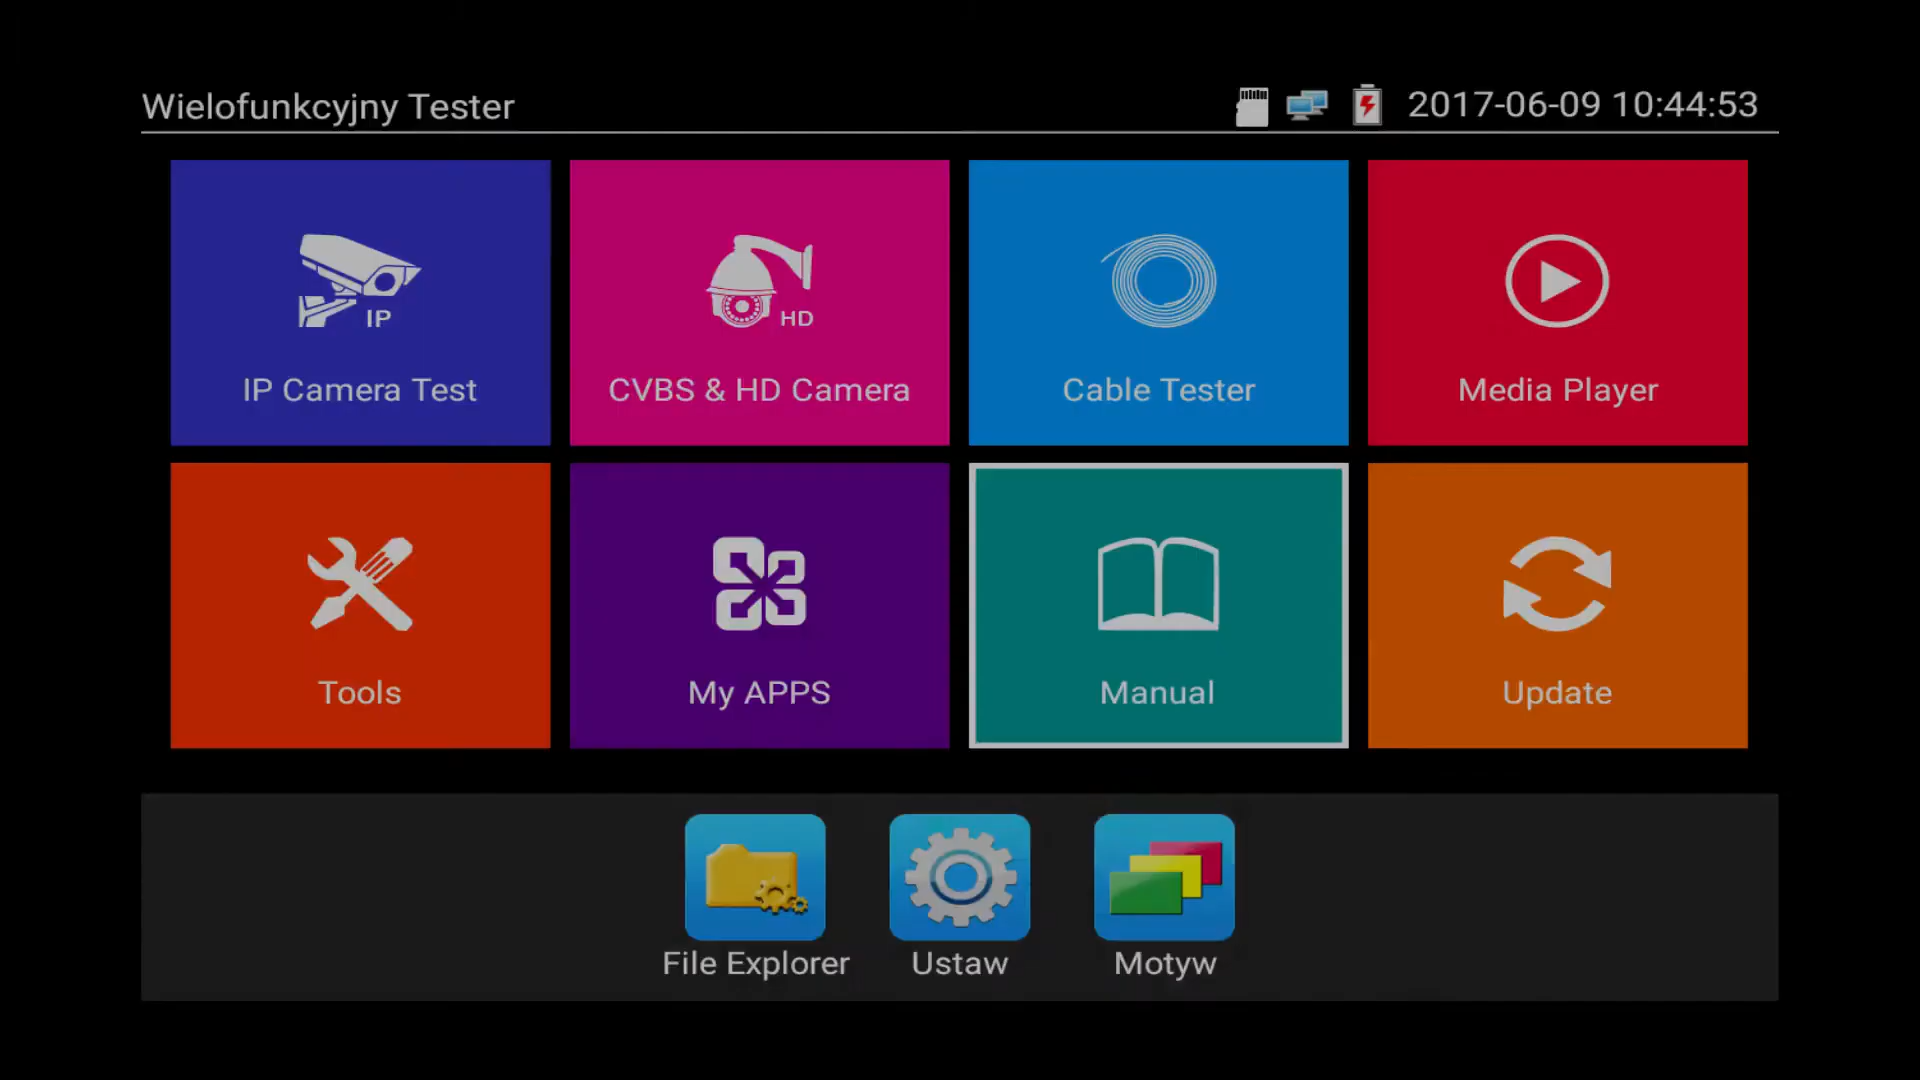 Wielofunkcyjny Tester
2017-06-09 10:44:53
IP
HD
IP Camera Test
CVBS & HD Camera
Cable Tester
Media Player
Tools
My APPS
Manual
Update
File Explorer
Ustaw
Motyw